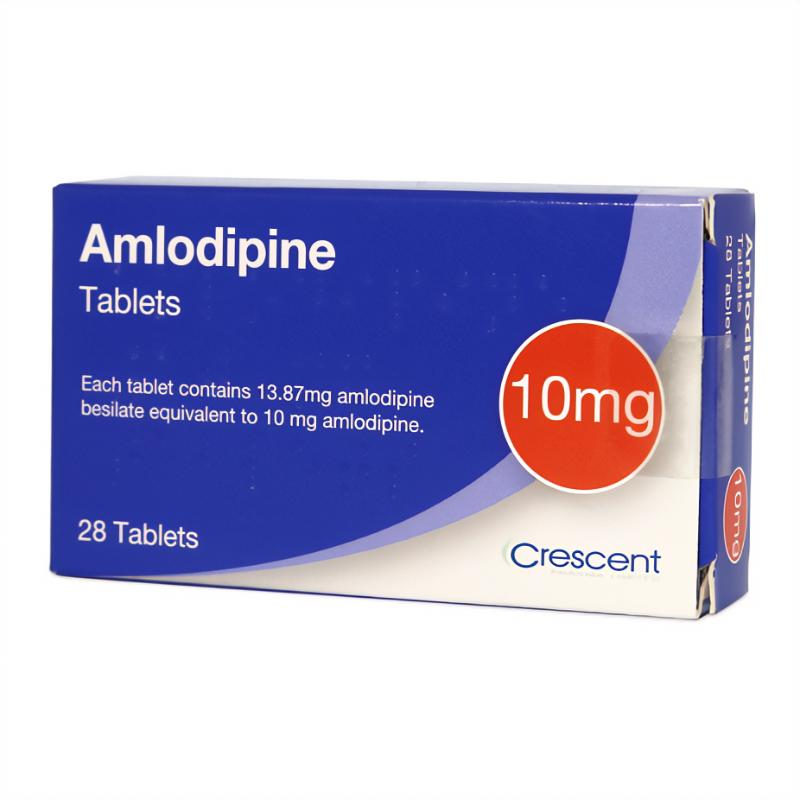 Amlodipine
Tablets
Each tablet contains 13.87mg amlodipine
besilate equivalent to 10 mg amlodipine.
28 Tablets
10mg
Crescent
Amlodipine
Tablets
28 Tablets
10mg